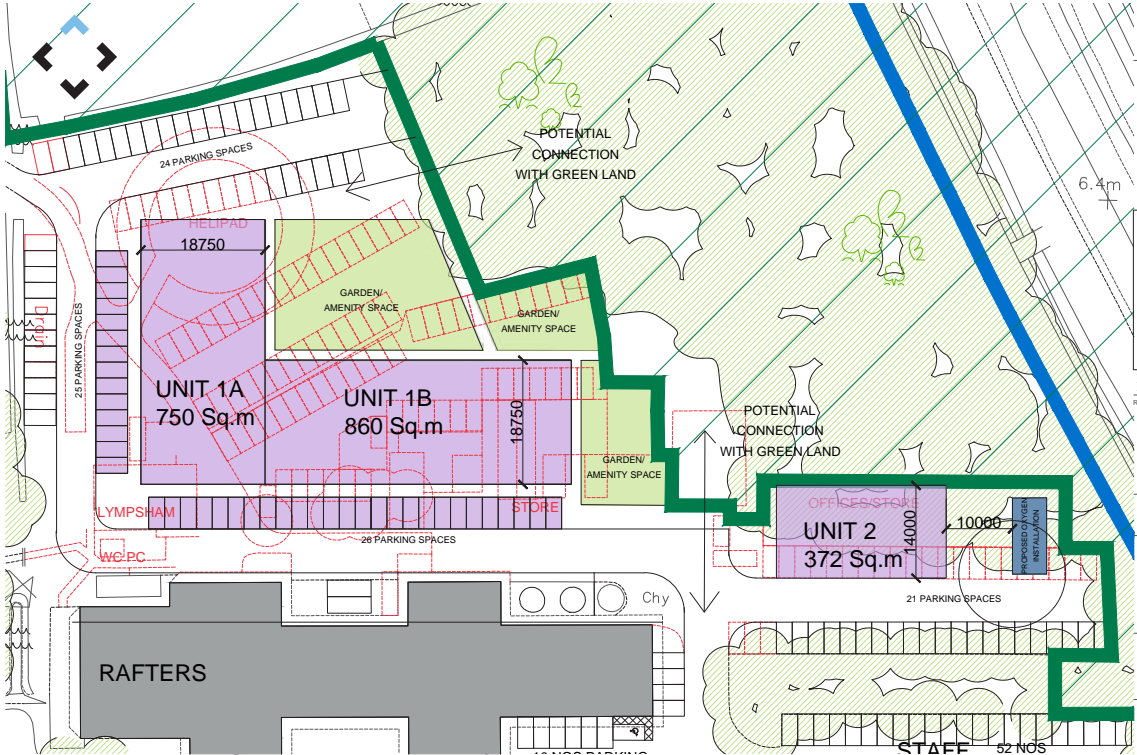 24 PARKING SPACES
POTENTIAL
CONNECTION
WITH GREEN LAND
6.4m
HELIPAD
18750
GARDEN/
AMENITY SPACE
GARDEN/
AMENITY SPACE
Drain
25 PARKING SPACES
UNIT 1A
750 Sq.m
UNIT 1B
860 Sq.m
18750
POTENTIAL
CONNECTION
WITH GREEN LAND
GARDEN/
AMENITY SPACE
LYMPSHAM
STORE
WC PC
28 PARKING SPACES
OFFICES/STORE
UNIT 2
372 Sq.m
14000
10000
PROPOSED OXYGEN
INSTALLATION
21 PARKING SPACES
Chy
RAFTERS
STAFF
52 NOS